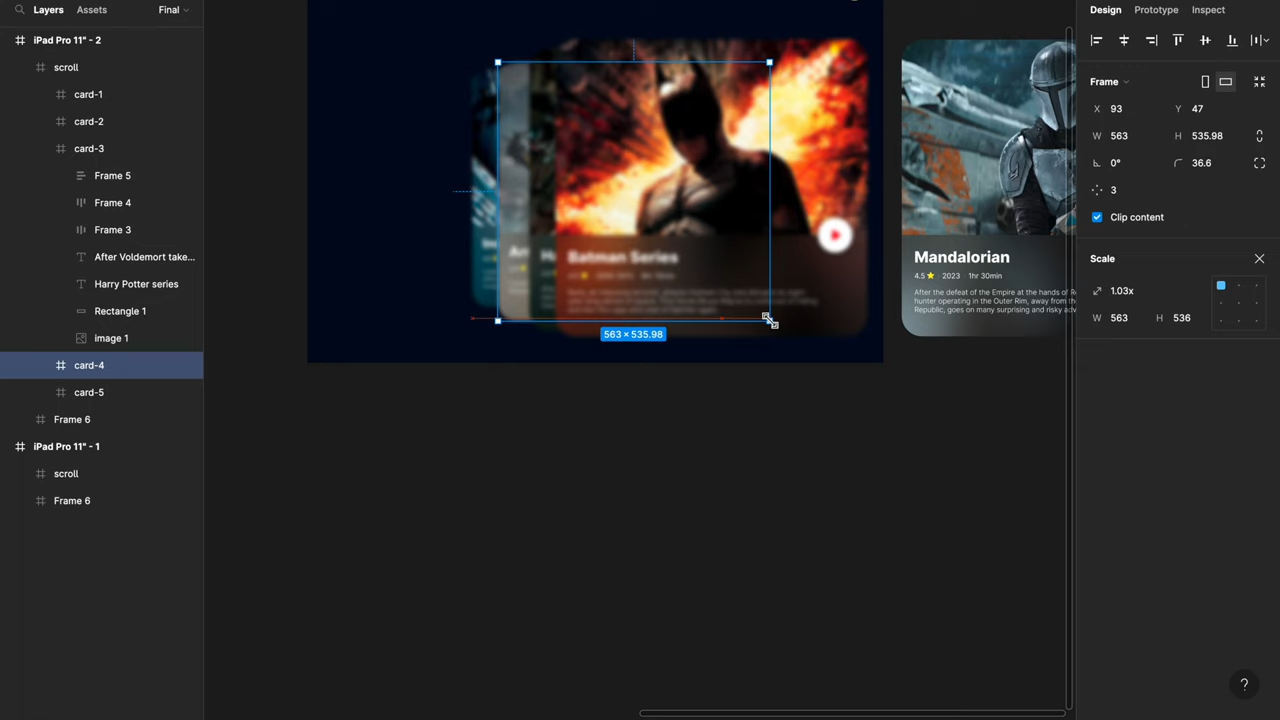 Layers Assets Final
iPad Pro 11" - 2
scroll
card-1
card-2
card-3
Frame 5
Frame 4
Frame 3
After Voldemort take...
Harry Potter series
Rectangle 1
image 1
card-4
card-5
Frame 6
iPad Pro 11" - 1
scroll
Frame 6
Batman Series
563 × 535.98
Mandalorian
4.5 2023 1hr 30min
After the defeat of the Empire at the hands of
hunter operating in the Outer Rim, away from the
Republic, goes on many surprising and risky
Design Prototype Inspect
Frame
X 93 Y 47
W 563 H 535.98
0° 36.6
3
Clip content
Scale
1.03x
W 563 H 536
?